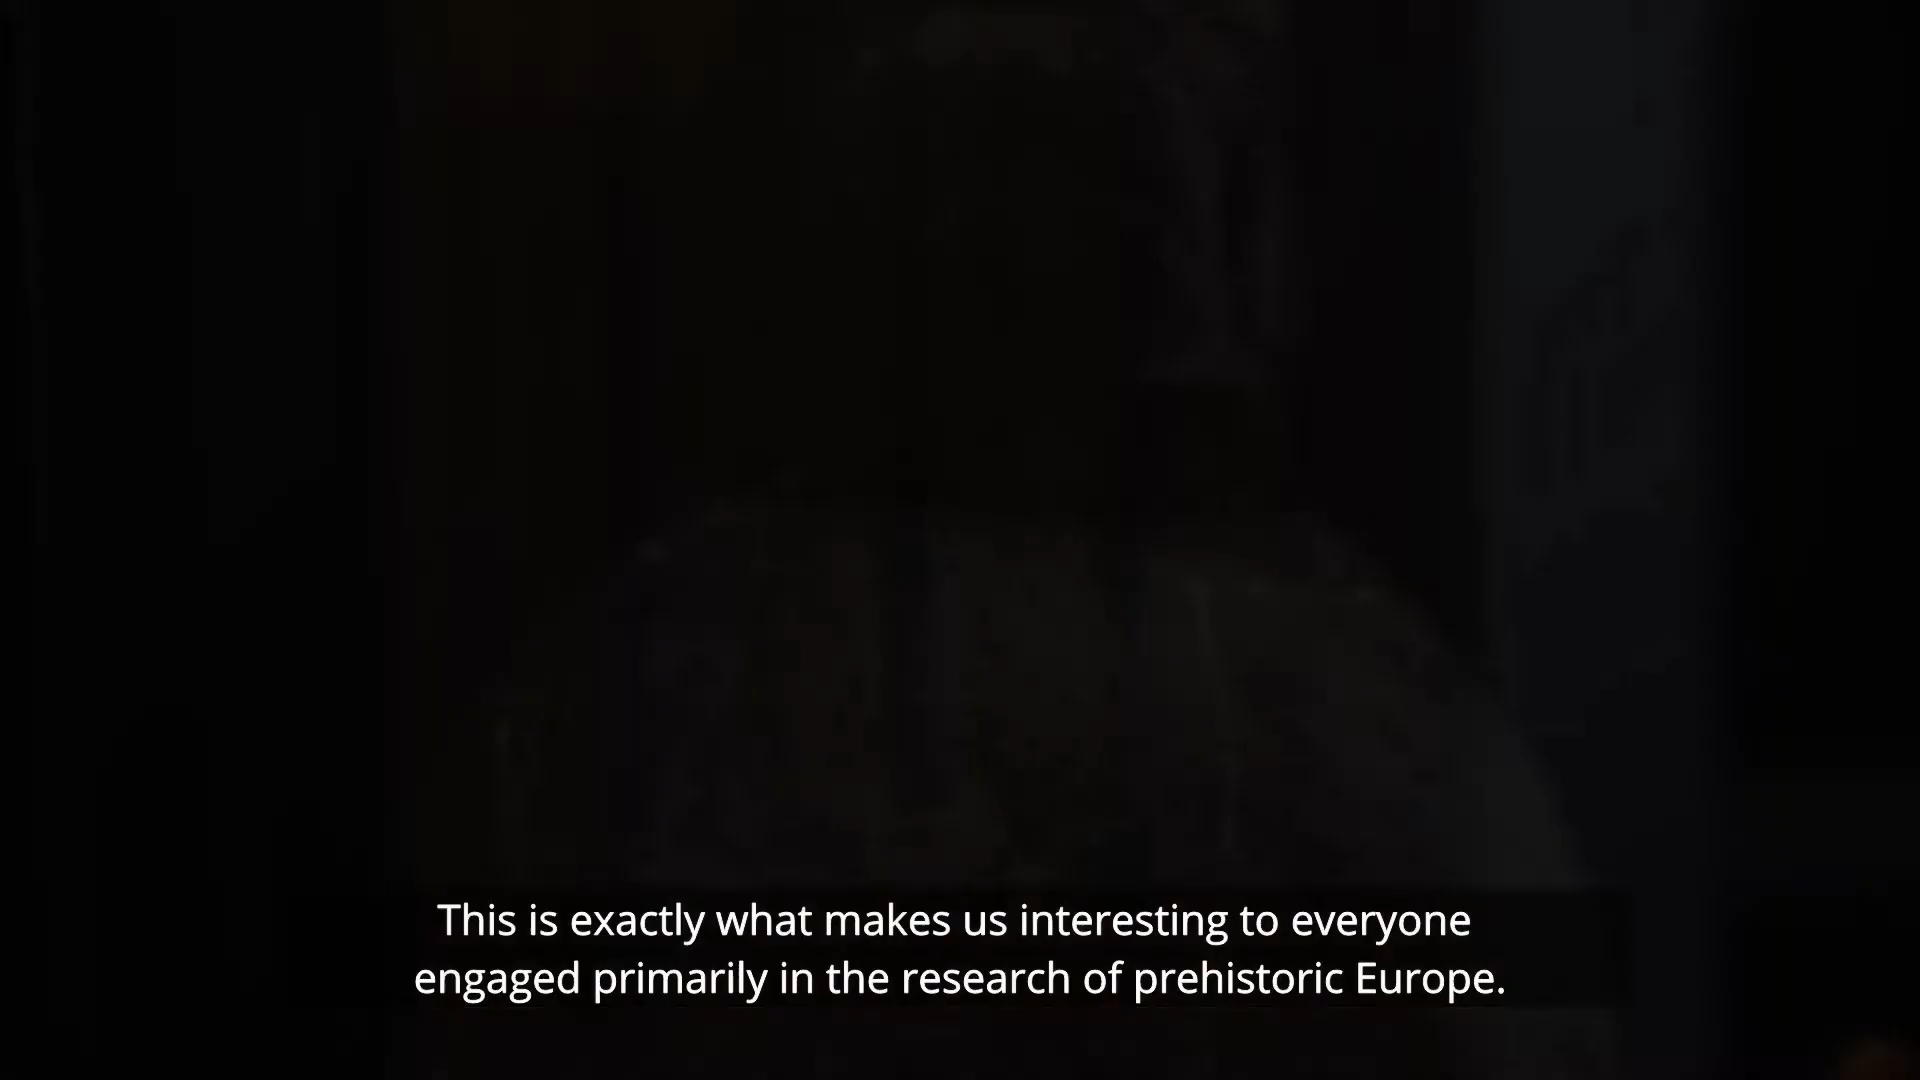 This is exactly what makes us interesting to everyone
engaged primarily in the research of prehistoric Europe.